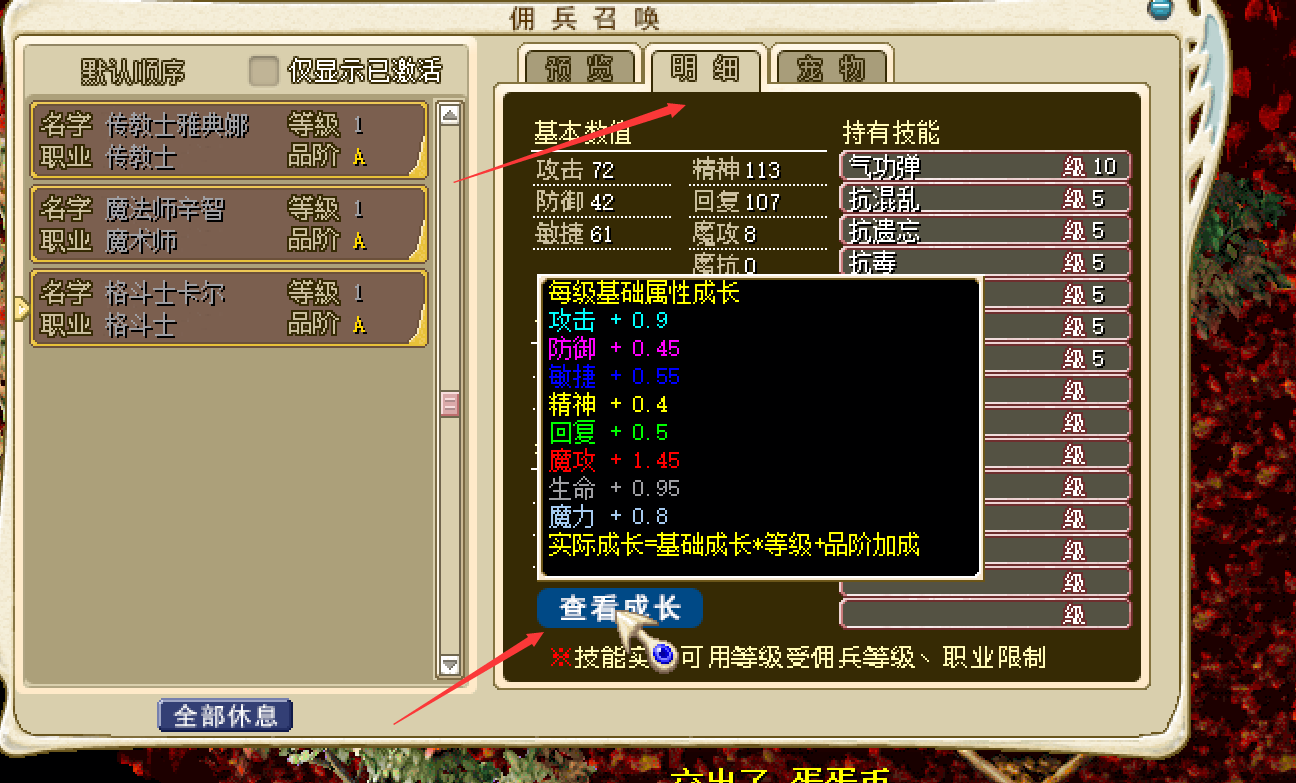 佣兵召唤
默认顺序 仅显示已激活
名字 传教士雅典娜 等級 1
职业 传教士 品阶 A
名字 魔法师辛智 等級 1
职业 魔术师 品阶 A
名字 格斗士卡尔 等級 1
职业 格斗士 品阶 A
全部休息
预览 明细 宠物
基本数值
攻击 72 精神 113
防御 42 回复 107
敏捷 61 魔攻 8
魔抗 0
每级基础属性成长
攻击 + 0.9
防御 + 0.45
敏捷 + 0.55
精神 + 0.4
回复 + 0.5
魔攻 + 1.45
生命 + 0.95
魔力 + 0.8
实际成长=基础成长*等级+品阶加成
查看成长
持有技能
气功弹 级 10
抗混乱 级 5
抗遗忘 级 5
抗毒 级 5
级 5
级 5
级 5
级
级
级
级
级
级
级
级
※技能实 可用等级受佣兵等级、职业限制